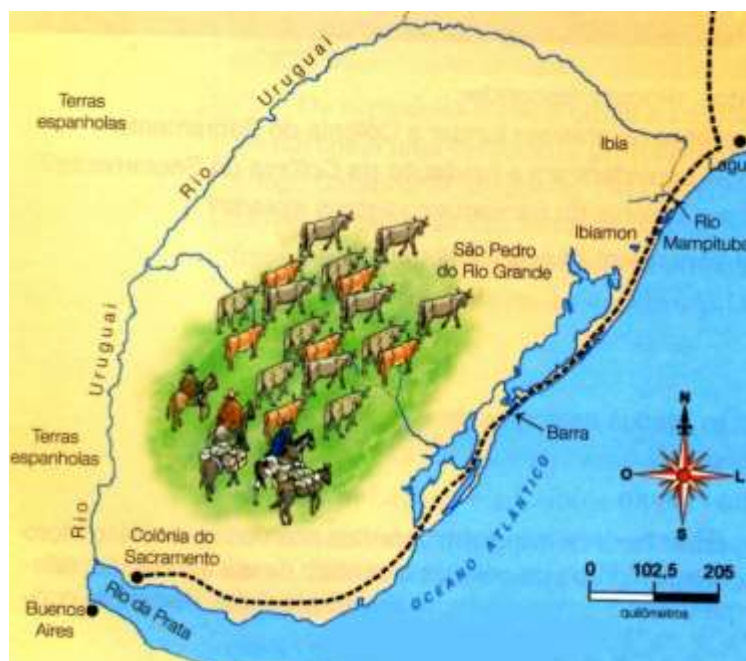 Uruguai
Rio
Terras
espanholas
Ibia
Lagu
Rio
Mampituba
Ibiamon
São Pedro
do Rio Grande
Uruguai
Rio
Terras
espanholas
Barra
N
O
L
S
OCEANO ATLÂNTICO
Colônia do
Sacramento
Rio da Prata
Buenos
Aires
0 102,5 205
quilômetros